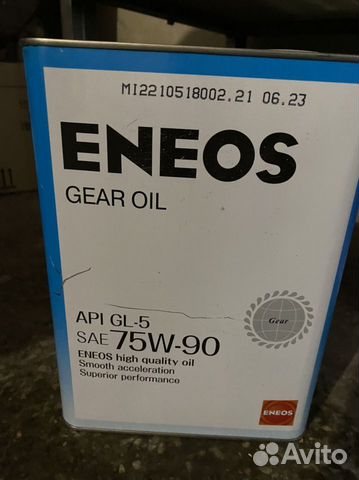 MI2210518002.21 06.23
ENEOS
GEAR OIL
API GL-5
SAE 75W-90
ENEOS high quality oil
Smooth acceleration
Superior performance
Gear
ENEOS
Avito